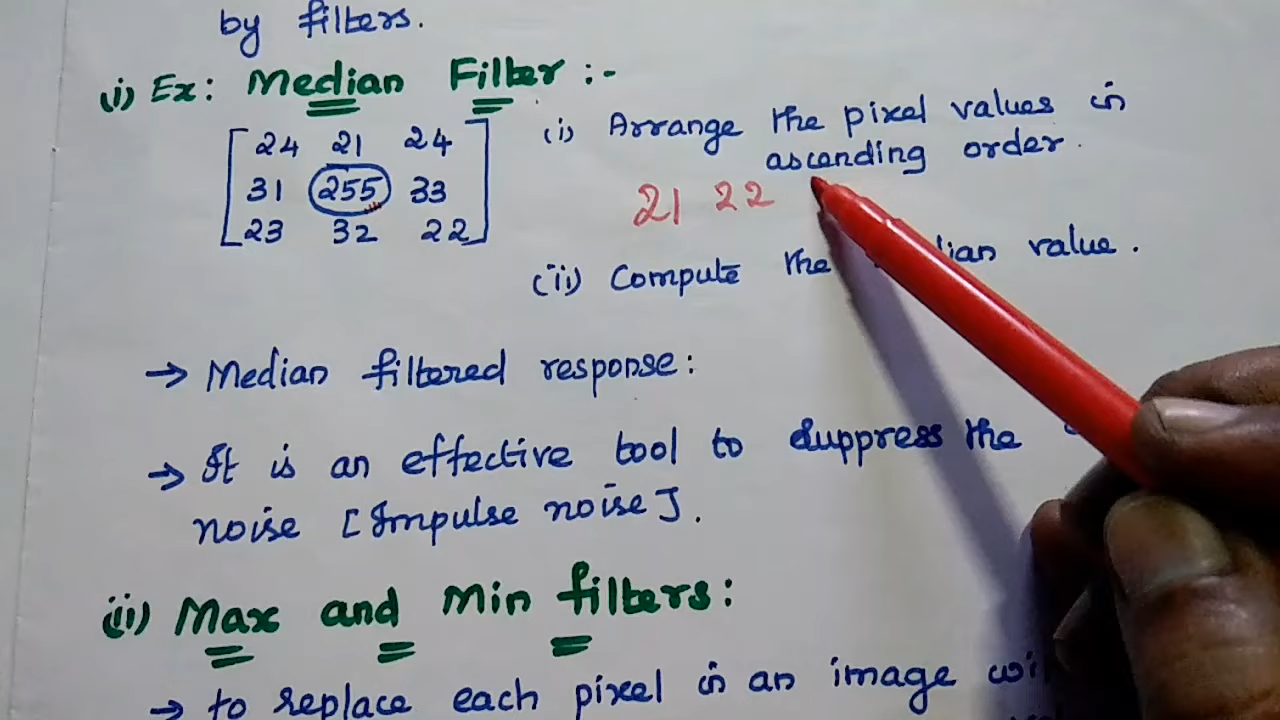 by filters.
(i) Ex: Median Filter :-
24 21 24
31 255 33
23 32 22
(i) Arrange the pixel values in
ascending order.
21 22
(ii) Compute the value.
→ Median filtered response:
→ It is an effective tool to suppress the
noise [Impulse noise].
(ii) Max and Min filters:
→ to replace each pixel in an image